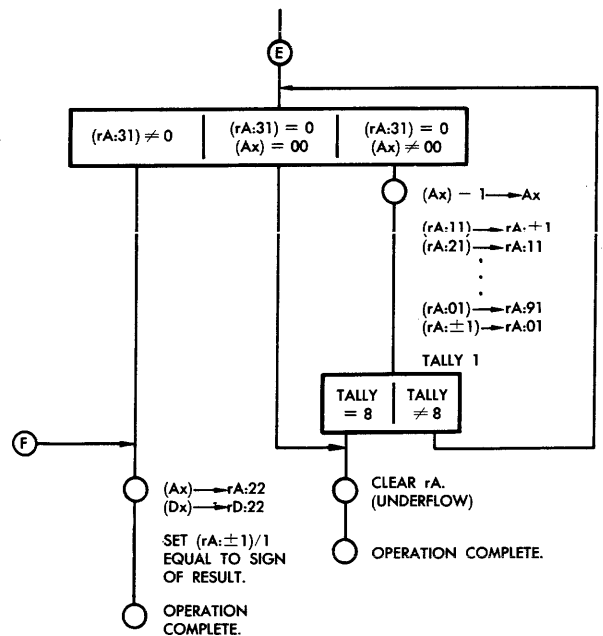 E
(rA:31) ≠ 0
(rA:31) = 0
(Ax) = 00
(rA:31) = 0
(Ax) ≠ 00
(Ax) − 1 → Ax
(rA:11) → rA:±1
(rA:21) → rA:11
.
.
.
(rA:01) → rA:91
(rA:±1) → rA:01
TALLY 1
TALLY
= 8
TALLY
≠ 8
F
(Ax) → rA:22
(Dx) → rD:22
SET (rA:±1)/1
EQUAL TO SIGN
OF RESULT.
OPERATION
COMPLETE.
CLEAR rA.
(UNDERFLOW)
OPERATION COMPLETE.